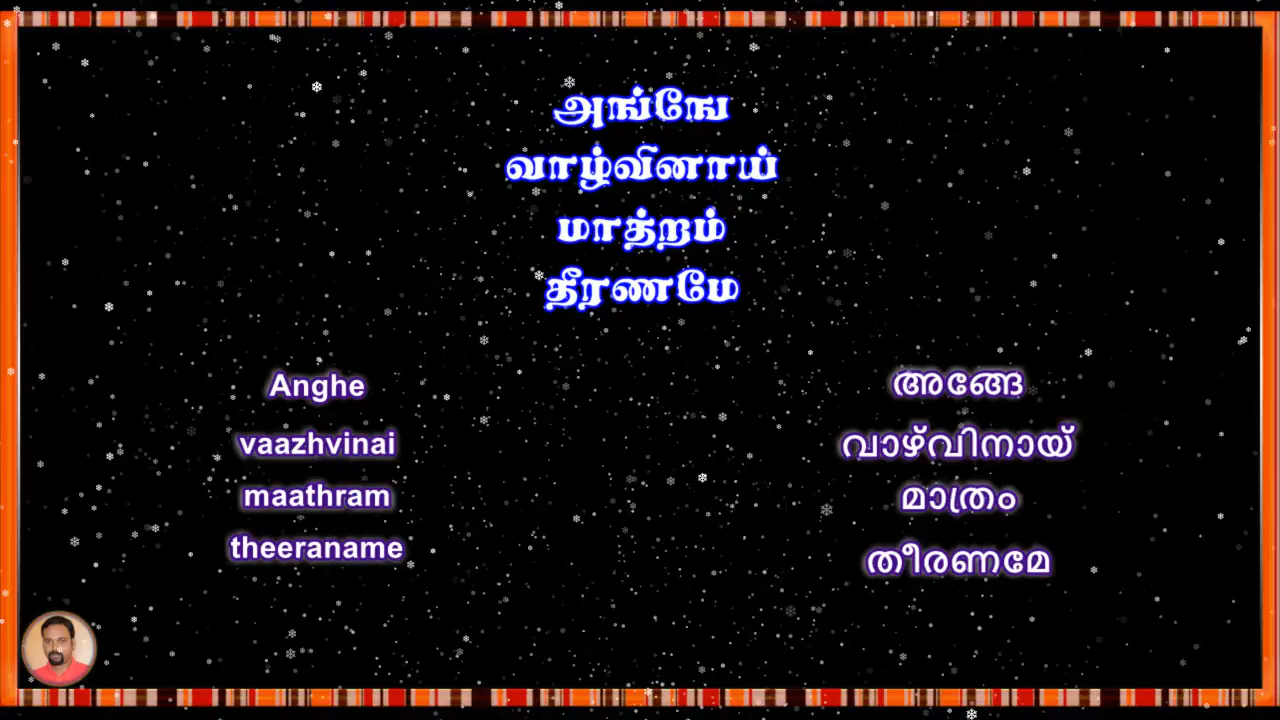 அங்ஙே
வாழ்வினாய்
மாத்றம்
தீரணமே
Anghe
vaazhvinai
maathram
theeraname
അങ്ങേ
വാഴ്‌വിനായ്
മാത്രം
തീരണമേ